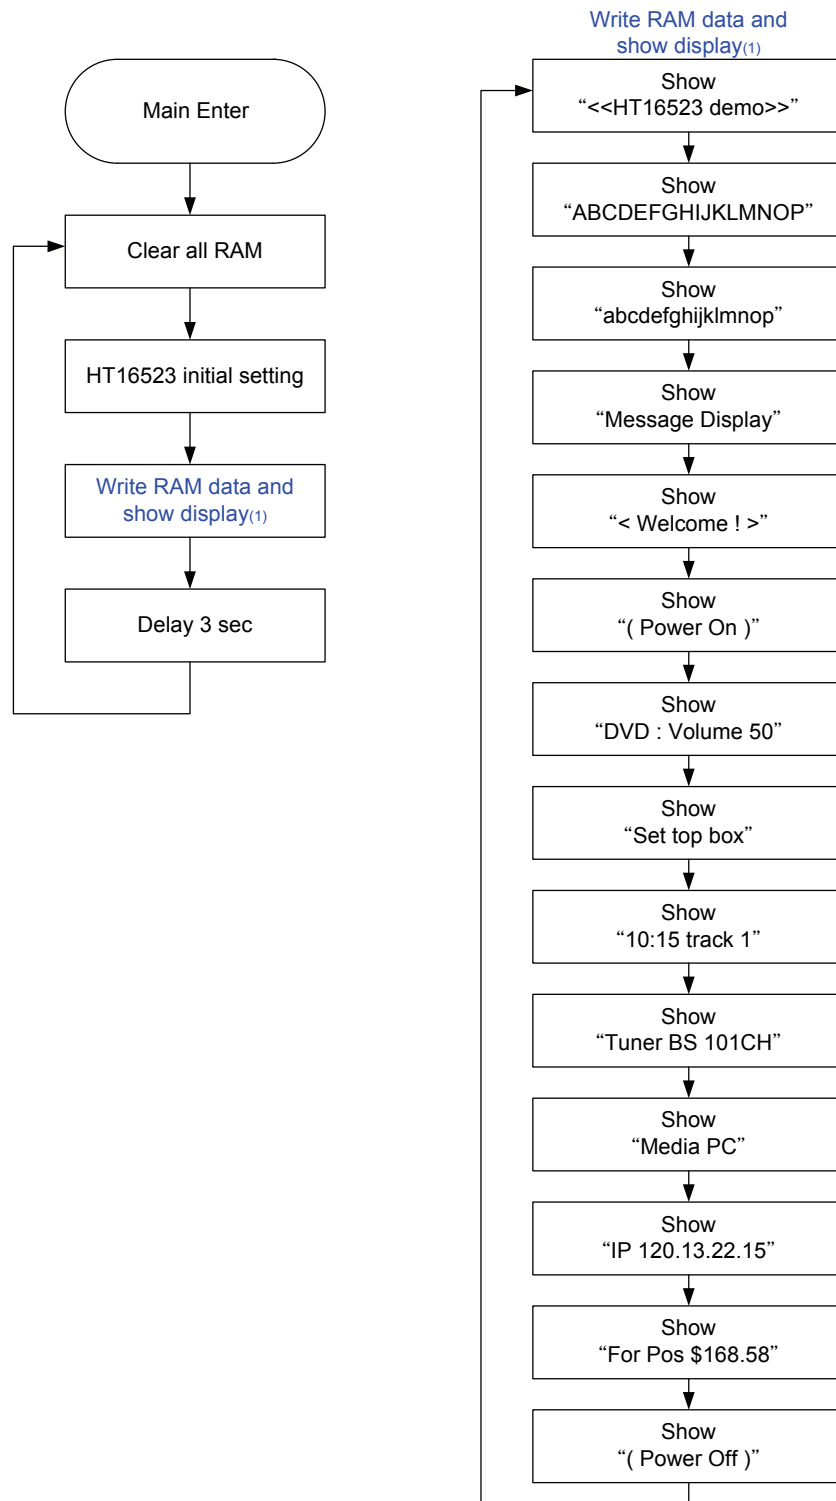 Main Enter
Clear all RAM
HT16523 initial setting
Write RAM data and
show display(1)
Delay 3 sec
Write RAM data and
show display(1)
Show
“<<HT16523 demo>>”
Show
“ABCDEFGHIJKLMNOP”
Show
“abcdefghijklmnop”
Show
“Message Display”
Show
“< Welcome ! >”
Show
“( Power On )”
Show
“DVD : Volume 50”
Show
“Set top box”
Show
“10:15 track 1”
Show
“Tuner BS 101CH”
Show
“Media PC”
Show
“IP 120.13.22.15”
Show
“For Pos $168.58”
Show
“( Power Off )”